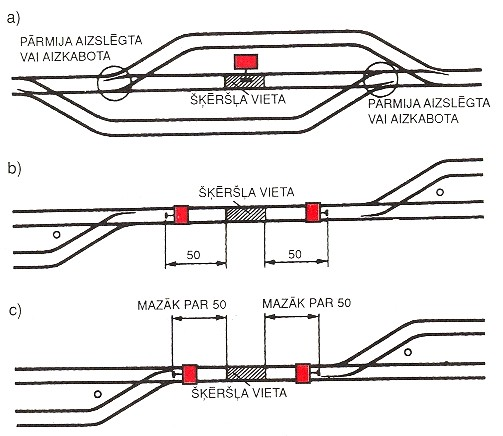 a)
PĀRMIJA AIZSLĒGTA
VAI AIZKABOTA
ŠĶĒRŠĻA VIETA
PĀRMIJA AIZSLĒGTA
VAI AIZKABOTA
b)
ŠĶĒRŠĻA VIETA
50
50
c)
MAZĀK PAR 50
MAZĀK PAR 50
ŠĶĒRŠĻA VIETA